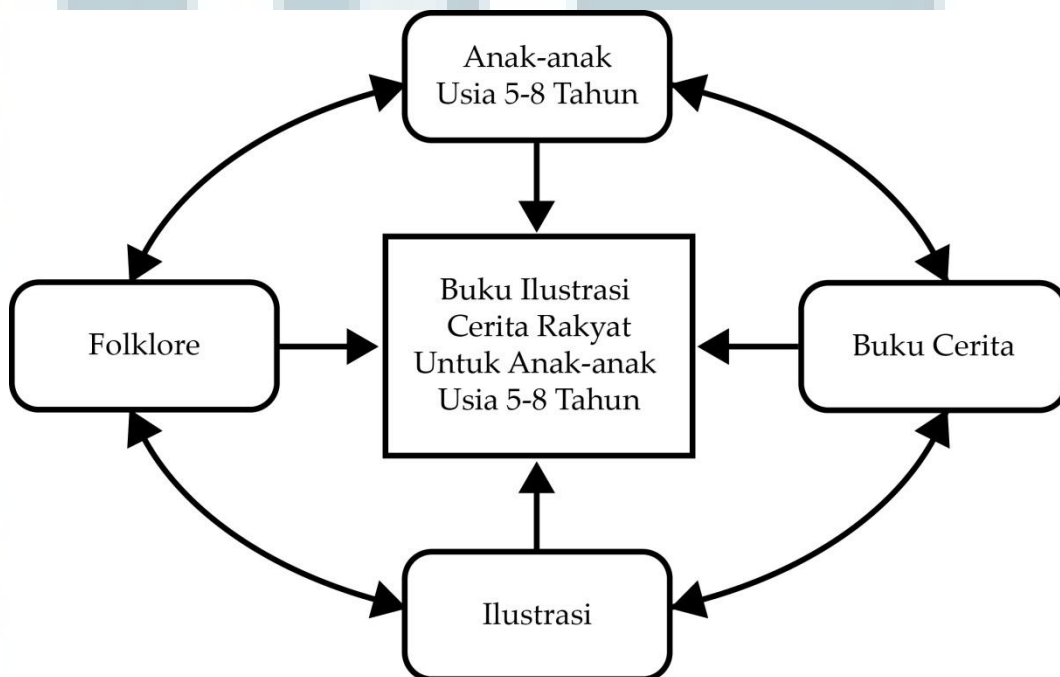 Anak-anak
Usia 5-8 Tahun
Folklore
Buku Ilustrasi
Cerita Rakyat
Untuk Anak-anak
Usia 5-8 Tahun
Buku Cerita
Ilustrasi